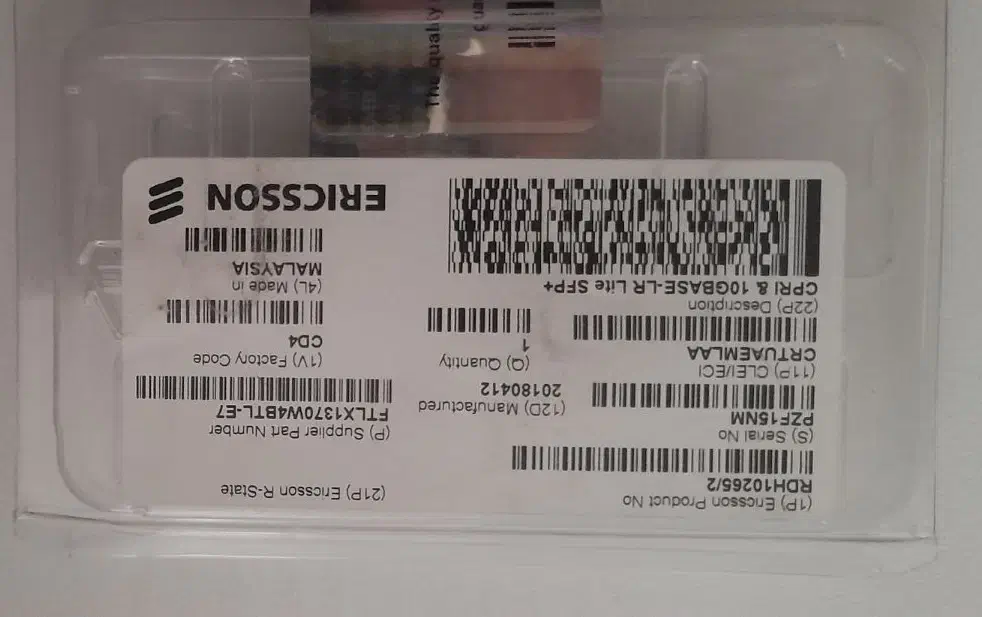 (1P) Ericsson Product No
RDH10265/2
(21P) Ericsson R-State
(S) Serial No
PZF15NM
(12D) Manufactured
20180412
(P) Supplier Part Number
FTLX1370W4BTL-E7
(11P) CLEI/ECI
CRTUAEMLAA
(Q) Quantity
1
(1V) Factory Code
CD4
(22P) Description
CPRI & 10GBASE-LR Lite SFP+
(4L) Made in
MALAYSIA
ERICSSON
The quality